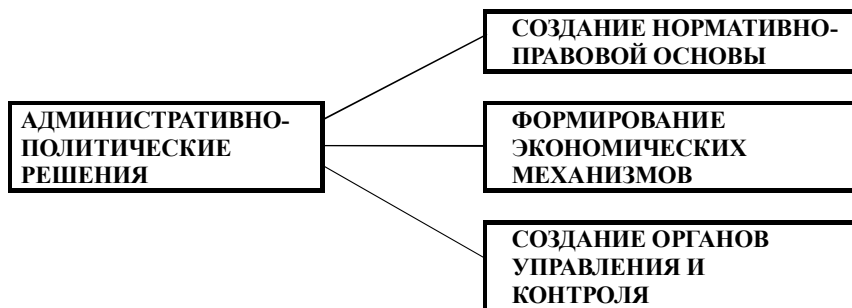 АДМИНИСТРАТИВНО-
ПОЛИТИЧЕСКИЕ
РЕШЕНИЯ
СОЗДАНИЕ НОРМАТИВНО-
ПРАВОВОЙ ОСНОВЫ
ФОРМИРОВАНИЕ
ЭКОНОМИЧЕСКИХ
МЕХАНИЗМОВ
СОЗДАНИЕ ОРГАНОВ
УПРАВЛЕНИЯ И
КОНТРОЛЯ